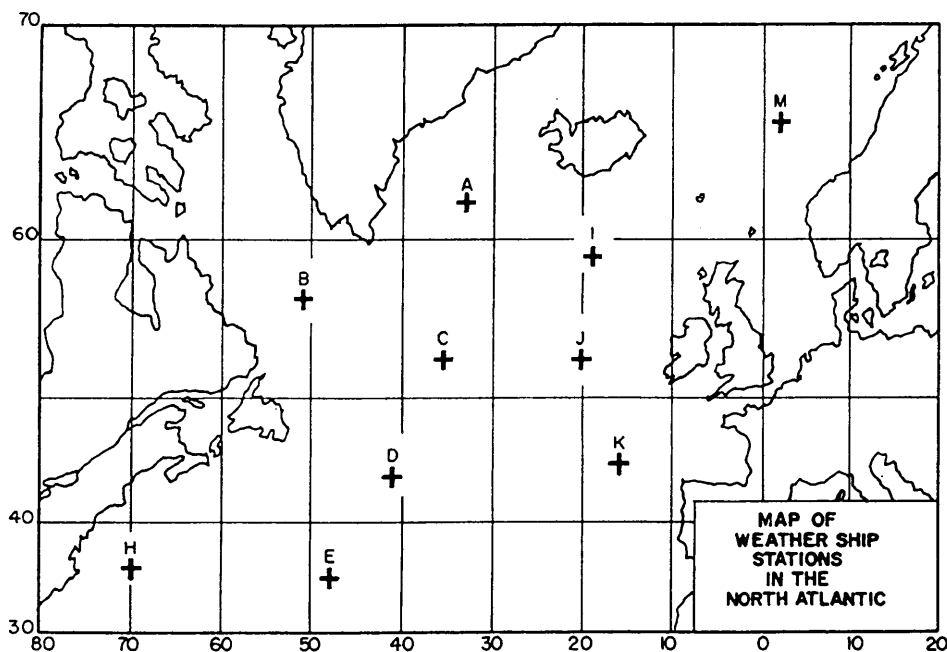 70
M
A
60
I
B
C
J
D
K
40
H
E
MAP OF
WEATHER SHIP
STATIONS
IN THE
NORTH ATLANTIC
30
80 70 60 50 40 30 20 10 0 10 20